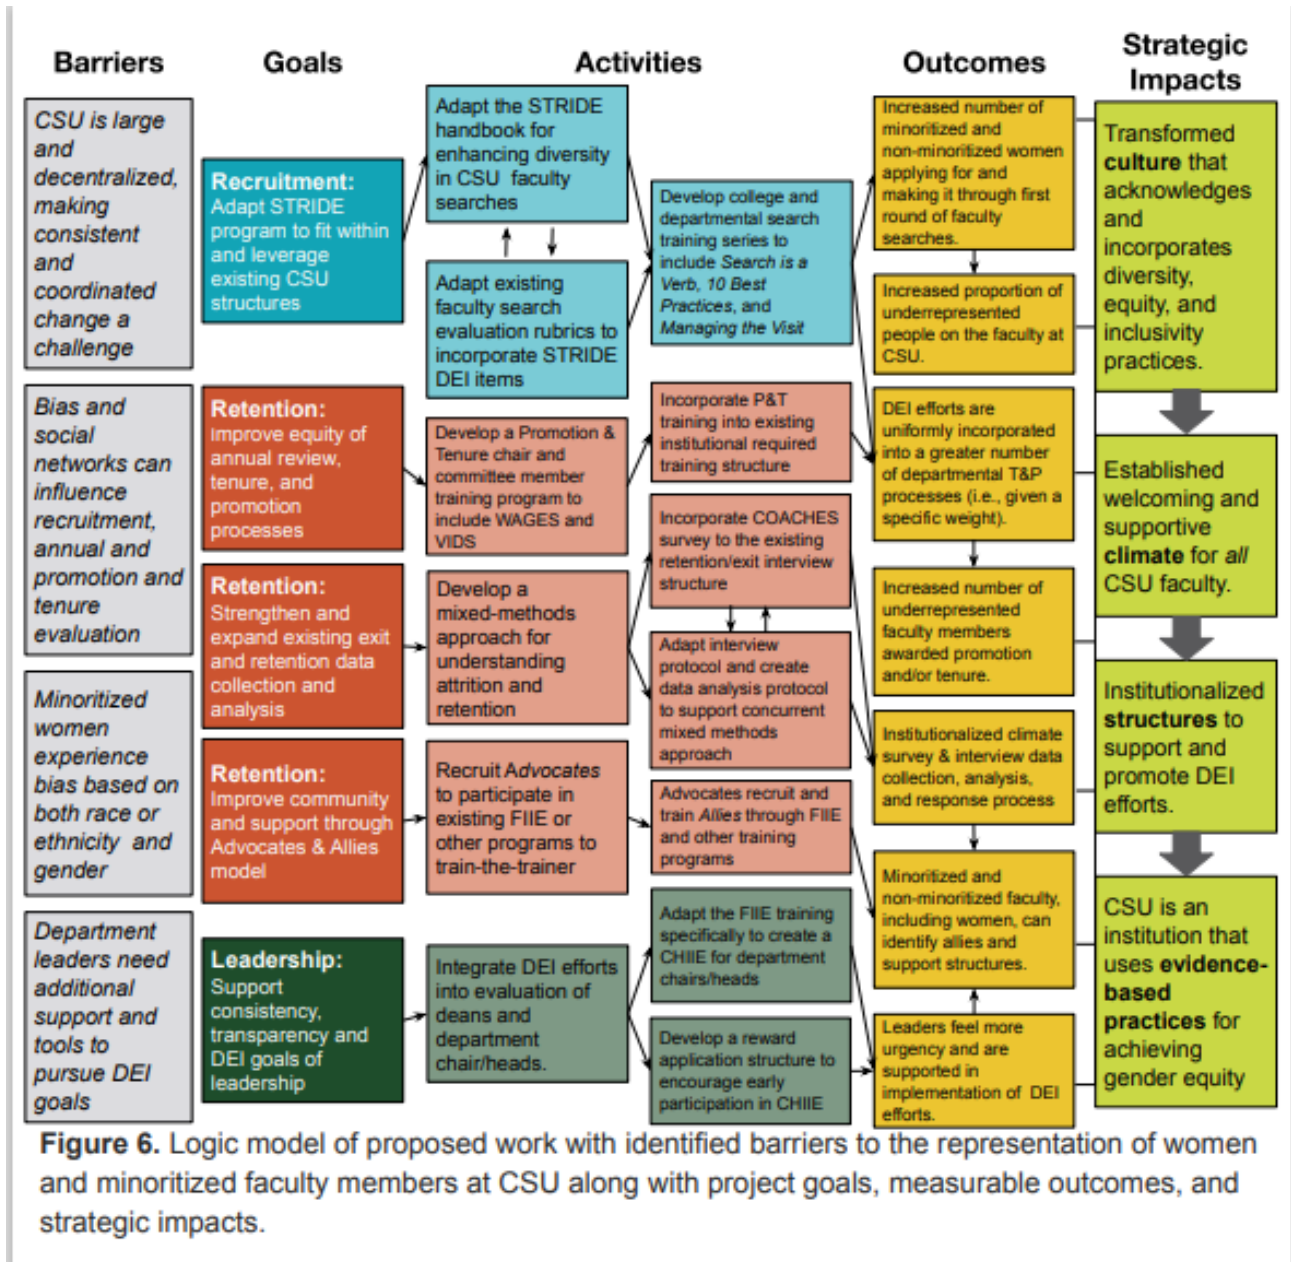 Barriers
Goals
Activities
Outcomes
Strategic
Impacts
CSU is large
and
decentralized,
making
consistent
and
coordinated
change a
challenge
Bias and
social
networks can
influence
recruitment,
annual and
promotion and
tenure
evaluation
Minoritized
women
experience
bias based on
both race or
ethnicity and
gender
Department
leaders need
additional
support and
tools to
pursue DEI
goals
Recruitment:
Adapt STRIDE
program to fit within
and leverage
existing CSU
structures
Retention:
Improve equity of
annual review,
tenure, and
promotion
processes
Retention:
Strengthen and
expand existing exit
and retention data
collection and
analysis
Retention:
Improve community
and support through
Advocates & Allies
model
Leadership:
Support
consistency,
transparency and
DEI goals of
leadership
Adapt the STRIDE
handbook for
enhancing diversity
in CSU faculty
searches
Adapt existing
faculty search
evaluation rubrics to
incorporate STRIDE
DEI items
Develop a Promotion &
Tenure chair and
committee member
training program to
include WAGES and
VIDS
Develop a
mixed-methods
approach for
understanding
attrition and
retention
Recruit Advocates
to participate in
existing FIIE or
other programs to
train-the-trainer
Integrate DEI efforts
into evaluation of
deans and
department
chair/heads.
Develop college and
departmental search
training series to
include Search is a
Verb, 10 Best
Practices, and
Managing the Visit
Incorporate P&T
training into existing
institutional required
training structure
Incorporate COACHES
survey to the existing
retention/exit interview
structure
Adapt interview
protocol and create
data analysis protocol
to support concurrent
mixed methods
approach
Advocates recruit and
train Allies through FIIE
and other training
programs
Adapt the FIIE training
specifically to create a
CHIIE for department
chairs/heads
Develop a reward
application structure to
encourage early
participation in CHIIE
Increased number of
minoritized and
non-minoritized women
applying for and
making it through first
round of faculty
searches.
Increased proportion of
underrepresented
people on the faculty at
CSU.
DEI efforts are
uniformly incorporated
into a greater number
of departmental T&P
processes (i.e., given a
specific weight).
Increased number of
underrepresented
faculty members
awarded promotion
and/or tenure.
Institutionalized climate
survey & interview data
collection, analysis,
and response process
Minoritized and
non-minoritized faculty,
including women, can
identify allies and
support structures.
Leaders feel more
urgency and are
supported in
implementation of DEI
efforts.
Transformed
culture that
acknowledges
and
incorporates
diversity,
equity, and
inclusivity
practices.
Established
welcoming and
supportive
climate for all
CSU faculty.
Institutionalized
structures to
support and
promote DEI
efforts.
CSU is an
institution that
uses evidence-
based
practices for
achieving
gender equity
Figure 6. Logic model of proposed work with identified barriers to the representation of women
and minoritized faculty members at CSU along with project goals, measurable outcomes, and
strategic impacts.